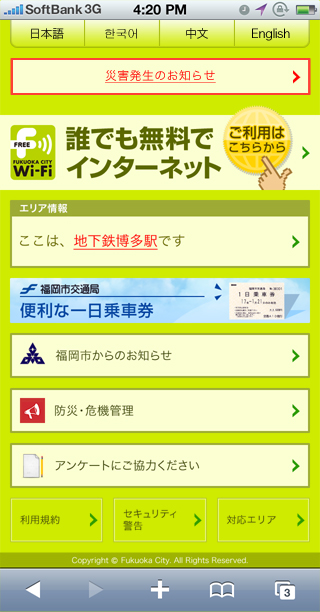 SoftBank 3G 4:20 PM
日本語 한국어 中文 English
災害発生のお知らせ
FREE
FUKUOKA CITY
Wi-Fi
誰でも無料で
インターネット
ご利用は
こちらから
エリア情報
ここは、地下鉄博多駅です
福岡市交通局
便利な一日乗車券
1日乗車券
福岡市からのお知らせ
防災・危機管理
アンケートにご協力ください
利用規約
セキュリティ
警告
対応エリア
Copyright © Fukuoka City. All Rights Reserved.
3